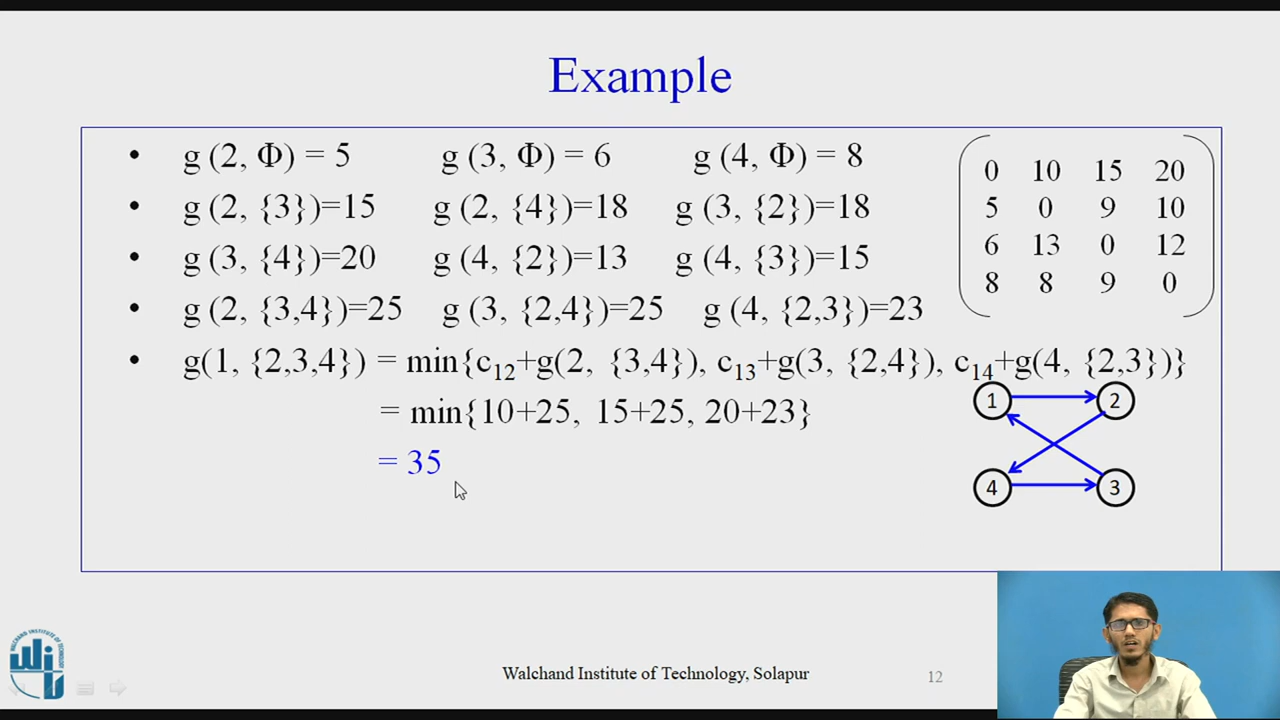 Example
• g (2, Φ) = 5 g (3, Φ) = 6 g (4, Φ) = 8
• g (2, {3})=15 g (2, {4})=18 g (3, {2})=18
• g (3, {4})=20 g (4, {2})=13 g (4, {3})=15
• g (2, {3,4})=25 g (3, {2,4})=25 g (4, {2,3})=23
• g(1, {2,3,4}) = min{c12+g(2, {3,4}), c13+g(3, {2,4}), c14+g(4, {2,3})}
= min{10+25, 15+25, 20+23}
= 35
0 10 15 20
5 0 9 10
6 13 0 12
8 8 9 0
1 2
4 3
WALCHAND INSTITUTE OF TECHNOLOGY
Walchand Institute of Technology, Solapur
12